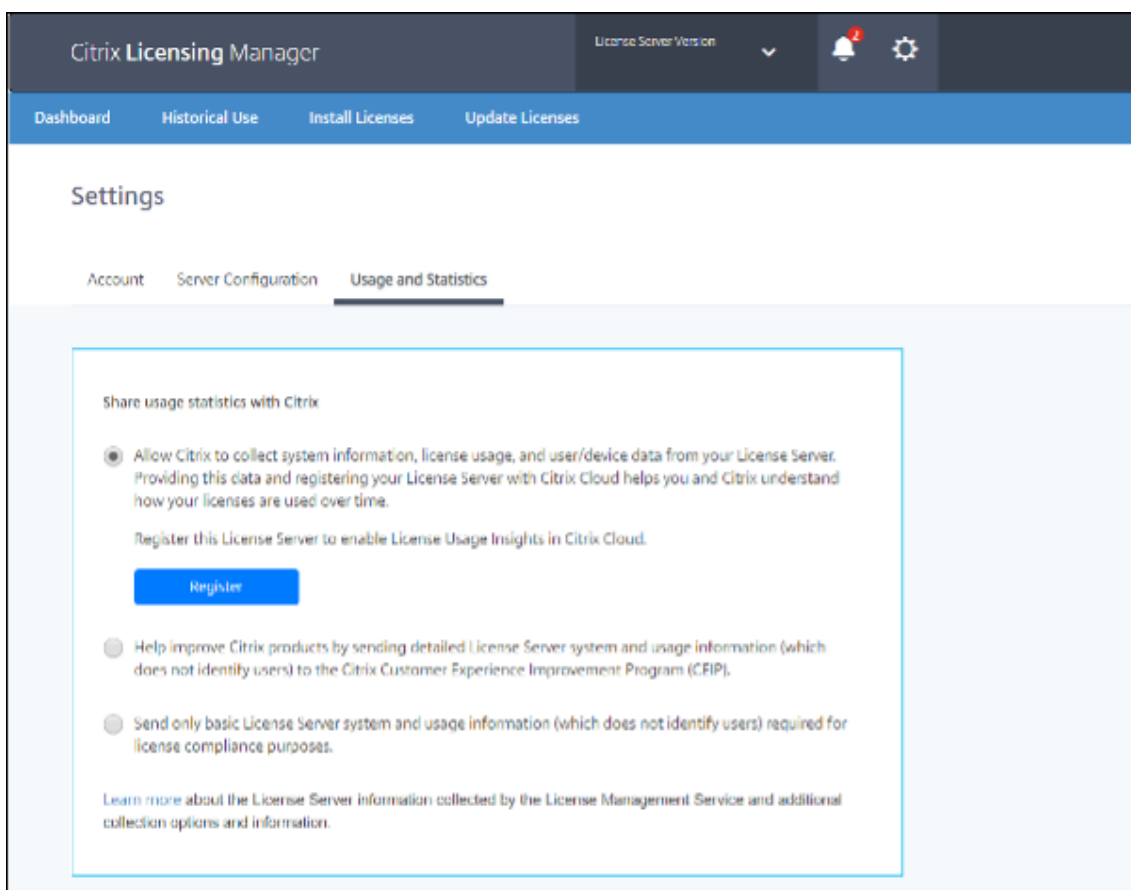 Citrix Licensing Manager
License Server Version
2
Dashboard Historical Use Install Licenses Update Licenses
Settings
Account Server Configuration Usage and Statistics
Share usage statistics with Citrix
Allow Citrix to collect system information, license usage, and user/device data from your License Server.
Providing this data and registering your License Server with Citrix Cloud helps you and Citrix understand
how your licenses are used over time.
Register this License Server to enable License Usage Insights in Citrix Cloud.
Register
Help improve Citrix products by sending detailed License Server system and usage information (which
does not identify users) to the Citrix Customer Experience Improvement Program (CEIP).
Send only basic License Server system and usage information (which does not identify users) required for
license compliance purposes.
Learn more about the License Server information collected by the License Management Service and additional
collection options and information.